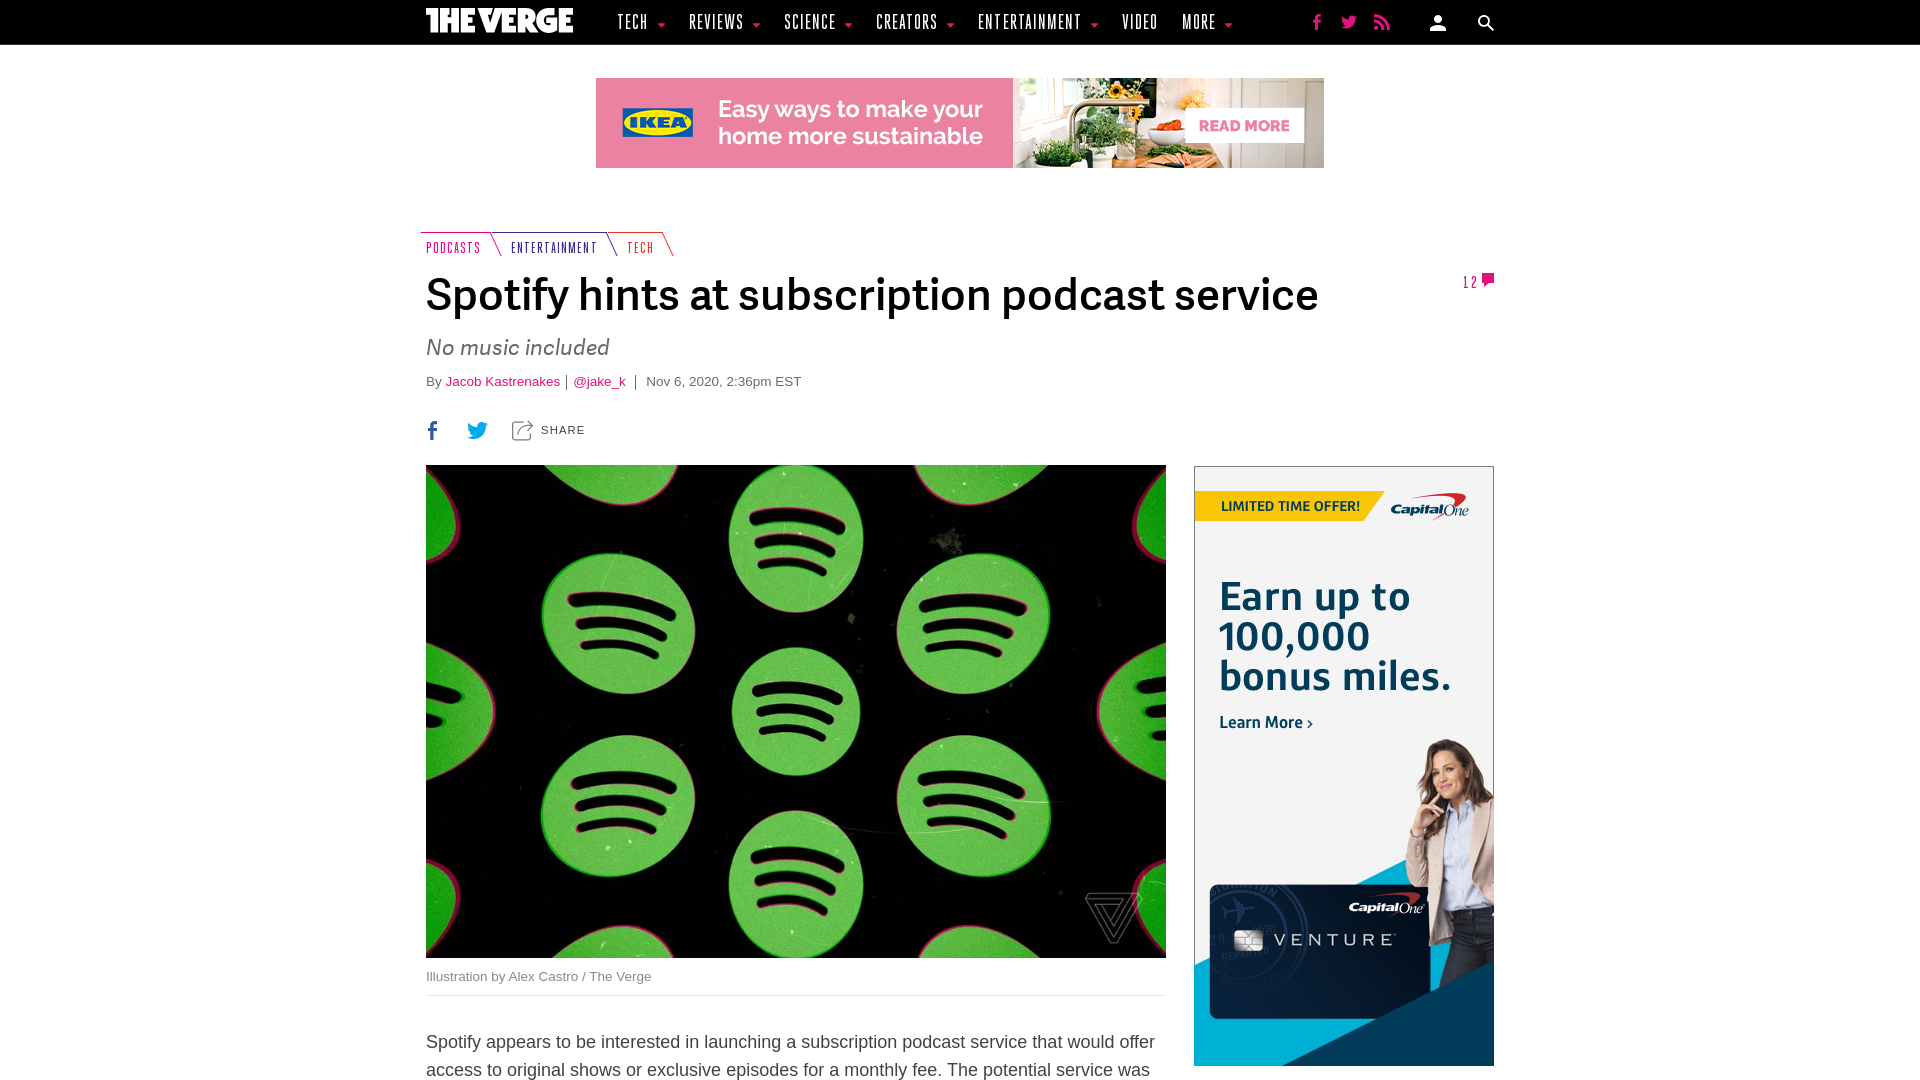 THE VERGE
TECH REVIEWS SCIENCE CREATORS ENTERTAINMENT VIDEO MORE
IKEA
Easy ways to make your
home more sustainable
READ MORE
PODCASTS ENTERTAINMENT TECH
Spotify hints at subscription podcast service
12
No music included
By Jacob Kastrenakes | @jake_k | Nov 6, 2020, 2:36pm EST
SHARE
LIMITED TIME OFFER!
CapitalOne
Earn up to
100,000
bonus miles.
Learn More ›
CapitalOne
VENTURE
Illustration by Alex Castro / The Verge
Spotify appears to be interested in launching a subscription podcast service that would offer
access to original shows or exclusive episodes for a monthly fee. The potential service was